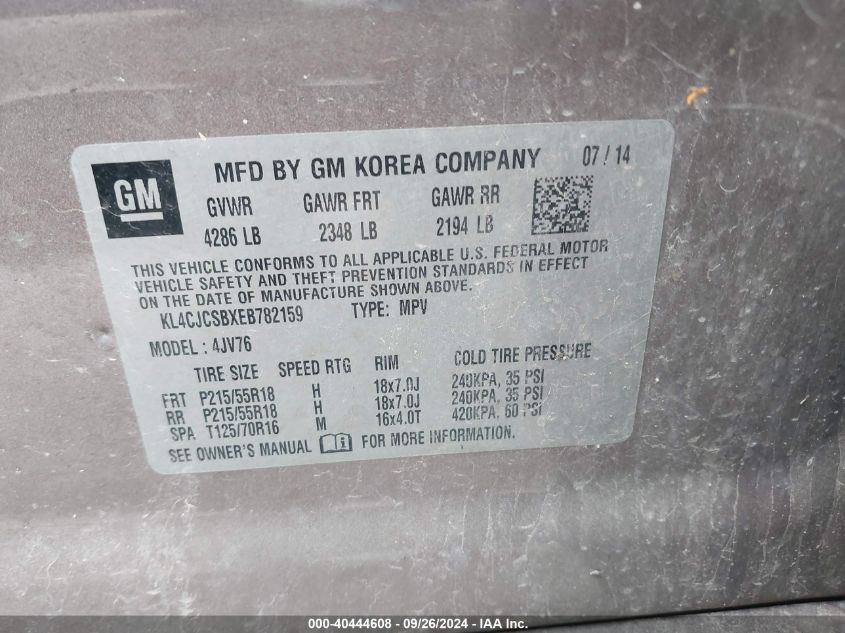 GM
MFD BY GM KOREA COMPANY 07 / 14
GVWR GAWR FRT GAWR RR
4286 LB 2348 LB 2194 LB
THIS VEHICLE CONFORMS TO ALL APPLICABLE U.S. FEDERAL MOTOR
VEHICLE SAFETY AND THEFT PREVENTION STANDARDS IN EFFECT
ON THE DATE OF MANUFACTURE SHOWN ABOVE.
KL4CJCSBXEB782159 TYPE: MPV
MODEL : 4JV76
TIRE SIZE SPEED RTG RIM COLD TIRE PRESSURE
FRT P215/55R18 H 18x7.0J 240KPA, 35 PSI
RR P215/55R18 H 18x7.0J 240KPA, 35 PSI
SPA T125/70R16 M 16x4.0T 420KPA, 60 PSI
SEE OWNER'S MANUAL FOR MORE INFORMATION.
000-40444608 - 09/26/2024 - IAA Inc.